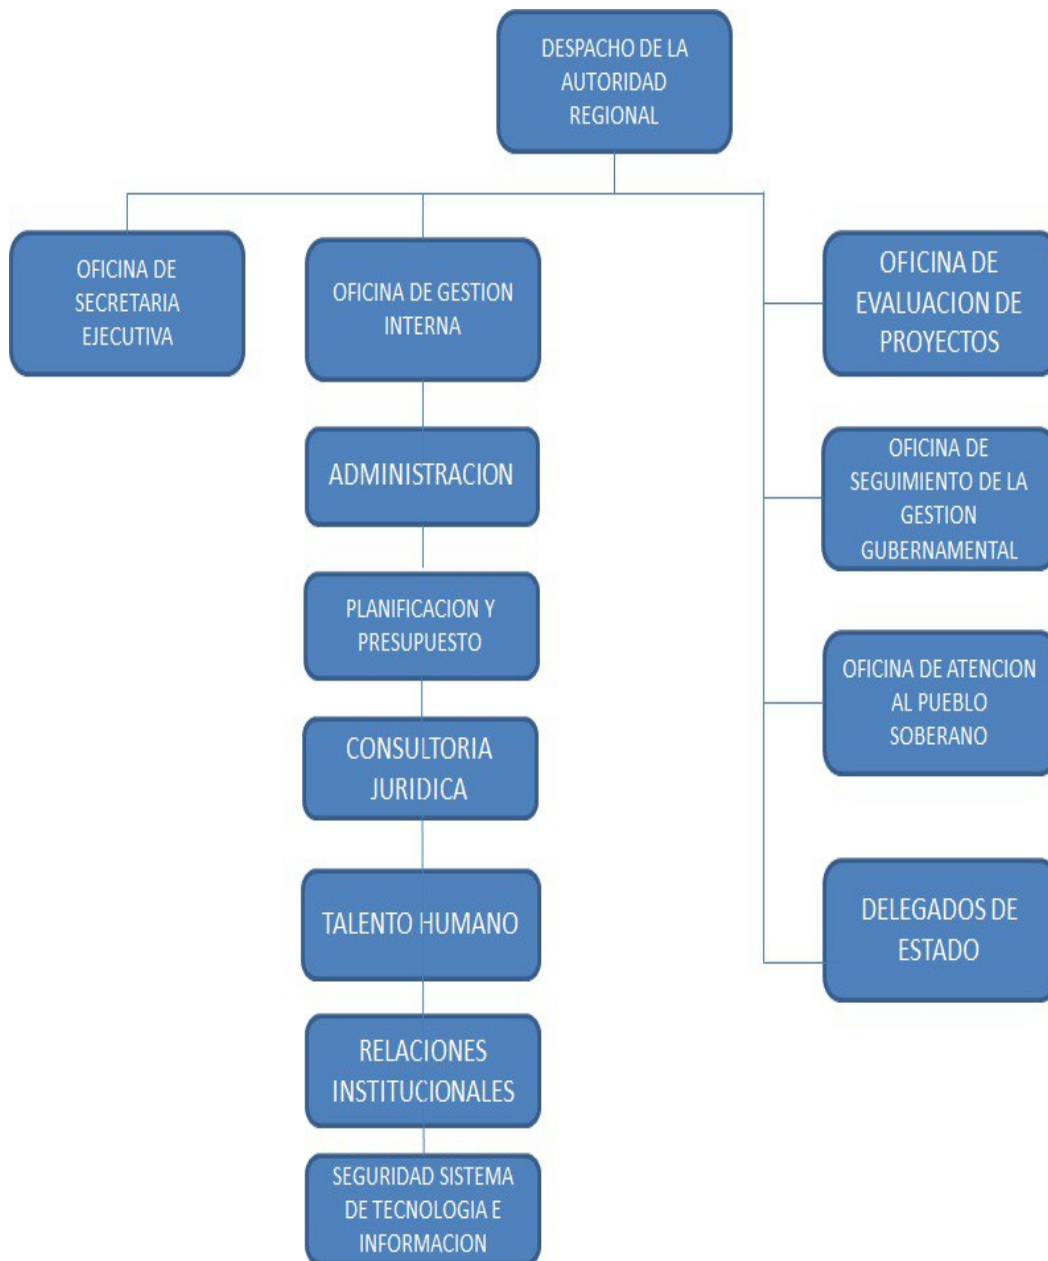 DESPACHO DE LA
AUTORIDAD
REGIONAL
OFICINA DE
SECRETARIA
EJECUTIVA
OFICINA DE GESTION
INTERNA
ADMINISTRACION
PLANIFICACION Y
PRESUPUESTO
CONSULTORIA
JURIDICA
TALENTO HUMANO
RELACIONES
INSTITUCIONALES
SEGURIDAD SISTEMA
DE TECNOLOGIA E
INFORMACION
OFICINA DE
EVALUACION DE
PROYECTOS
OFICINA DE
SEGUIMIENTO DE LA
GESTION
GUBERNAMENTAL
OFICINA DE ATENCION
AL PUEBLO
SOBERANO
DELEGADOS DE
ESTADO